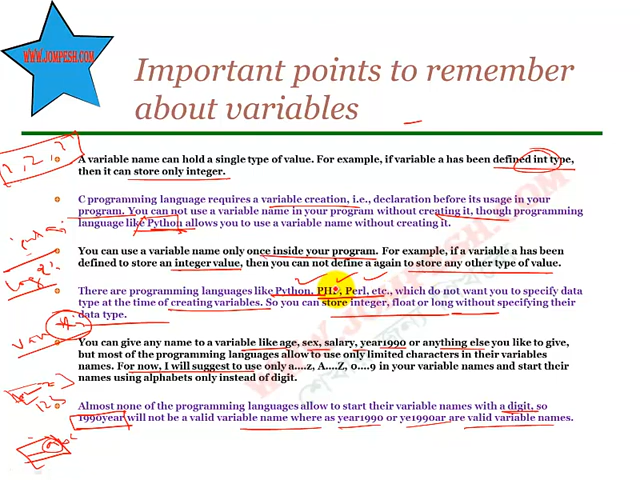 WWW.JOMPESH.COM
Important points to remember
about variables
A variable name can hold a single type of value. For example, if variable a has been defined int type,
then it can store only integer.
C programming language requires a variable creation, i.e., declaration before its usage in your
program. You can not use a variable name in your program without creating it, though programming
language like Python allows you to use a variable name without creating it.
You can use a variable name only once inside your program. For example, if a variable a has been
defined to store an integer value, then you can not define a again to store any other type of value.
There are programming languages like Python, PHP, Perl, etc., which do not want you to specify data
type at the time of creating variables. So you can store integer, float or long without specifying their
data type.
You can give any name to a variable like age, sex, salary, year1990 or anything else you like to give,
but most of the programming languages allow to use only limited characters in their variables
names. For now, I will suggest to use only a....z, A....Z, 0....9 in your variable names and start their
names using alphabets only instead of digit.
Almost none of the programming languages allow to start their variable names with a digit, so
1990year will not be a valid variable name where as year1990 or ye1990ar are valid variable names.